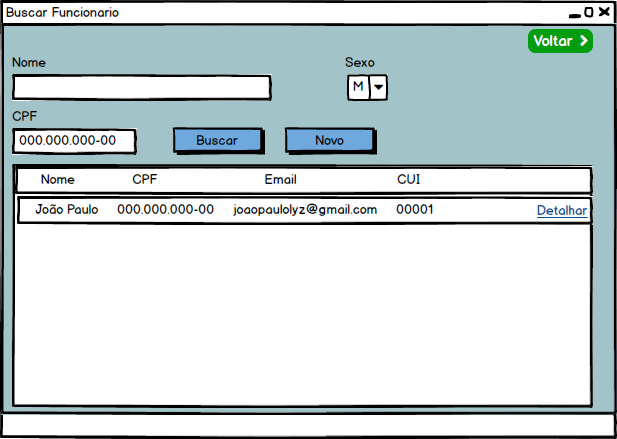 Buscar Funcionario
Voltar
Nome
Sexo
M
CPF
000.000.000-00
Buscar
Novo
Nome CPF Email CUI
João Paulo 000.000.000-00 joaopaulolyz@gmail.com 00001 Detalhar